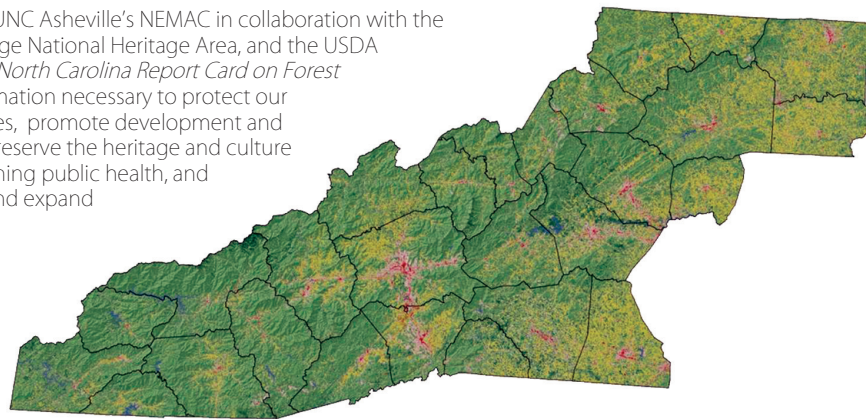 UNC Asheville's NEMAC in collaboration with the
ge National Heritage Area, and the USDA
North Carolina Report Card on Forest
mation necessary to protect our
es, promote development and
reserve the heritage and culture
ning public health, and
nd expand